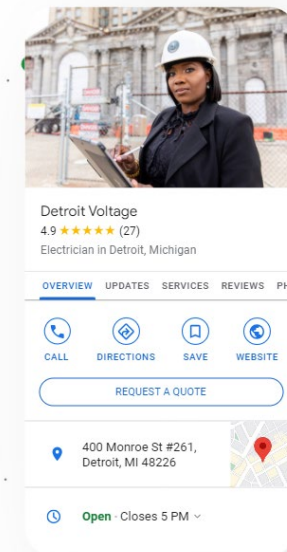 Detroit Voltage
4.9 ★★★★★ (27)
Electrician in Detroit, Michigan
OVERVIEW UPDATES SERVICES REVIEWS PH
CALL DIRECTIONS SAVE WEBSITE
REQUEST A QUOTE
400 Monroe St #261,
Detroit, MI 48226
Open · Closes 5 PM